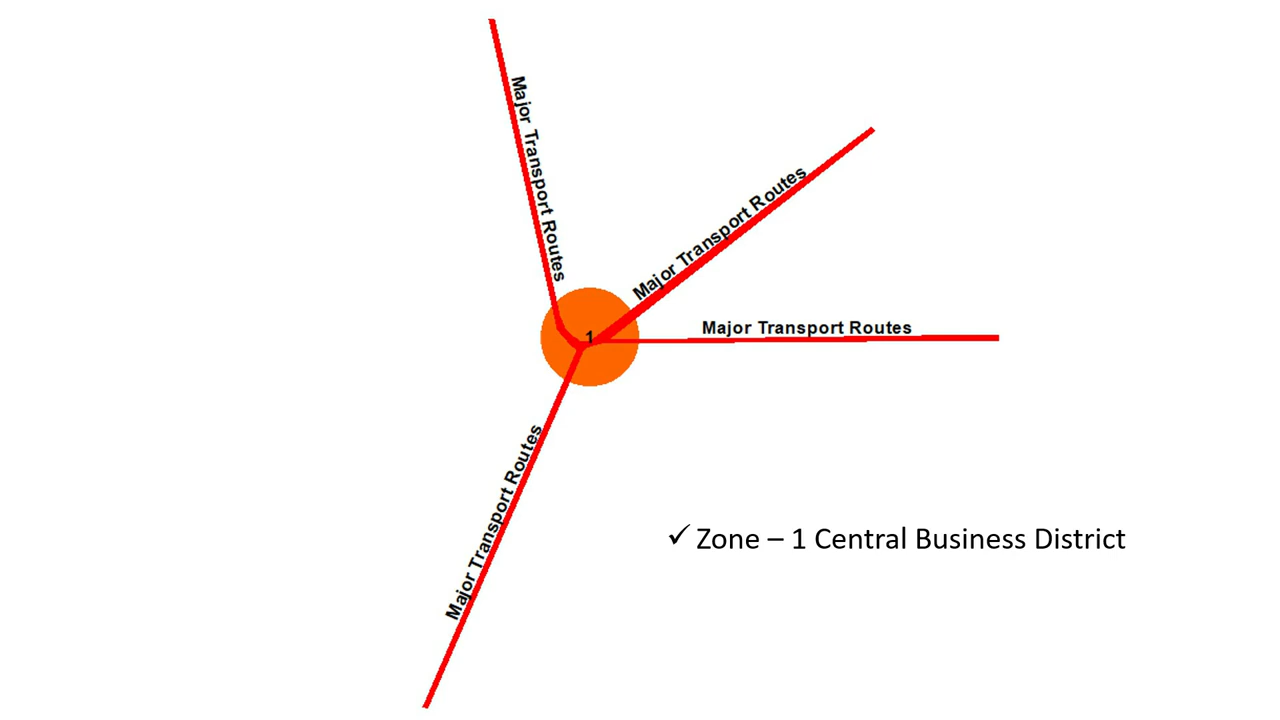 Major Transport Routes
Major Transport Routes
Major Transport Routes
1
Major Transport Routes
✓ Zone – 1 Central Business District